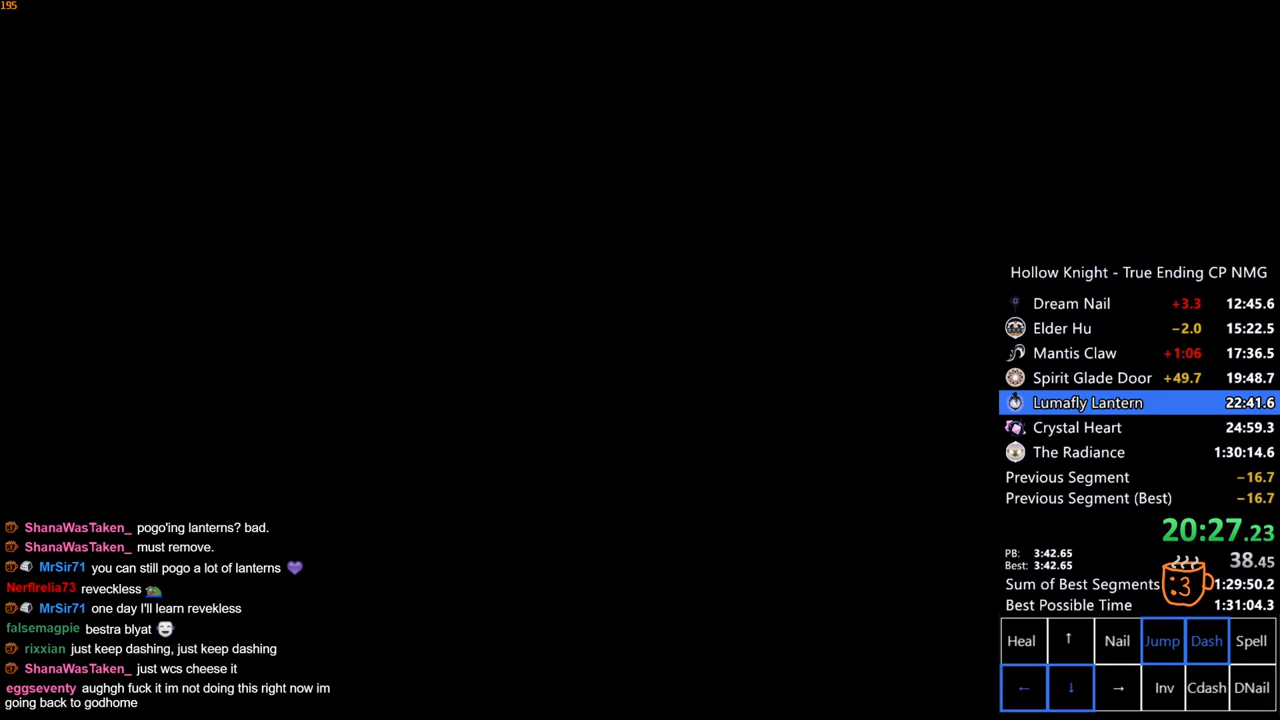 195
Hollow Knight - True Ending CP NMG
Dream Nail +3.3 12:45.6
Elder Hu −2.0 15:22.5
Mantis Claw +1:06 17:36.5
Spirit Glade Door +49.7 19:48.7
Lumafly Lantern 22:41.6
Crystal Heart 24:59.3
The Radiance 1:30:14.6
Previous Segment −16.7
Previous Segment (Best) −16.7
20:27.23
PB: 3:42.65 38.45
Best: 3:42.65
Sum of Best Segments 1:29:50.2
Best Possible Time 1:31:04.3
Heal ↑ Nail Jump Dash Spell
← ↓ → Inv Cdash DNail
ShanaWasTaken_ pogo'ing lanterns? bad.
ShanaWasTaken_ must remove.
MrSir71 you can still pogo a lot of lanterns
Nerflrelia73 reveckless
MrSir71 one day I'll learn revekless
falsemagpie bestra blyat
rixxian just keep dashing, just keep dashing
ShanaWasTaken_ just wcs cheese it
eggseventy aughgh fuck it im not doing this right now im
going back to godhome